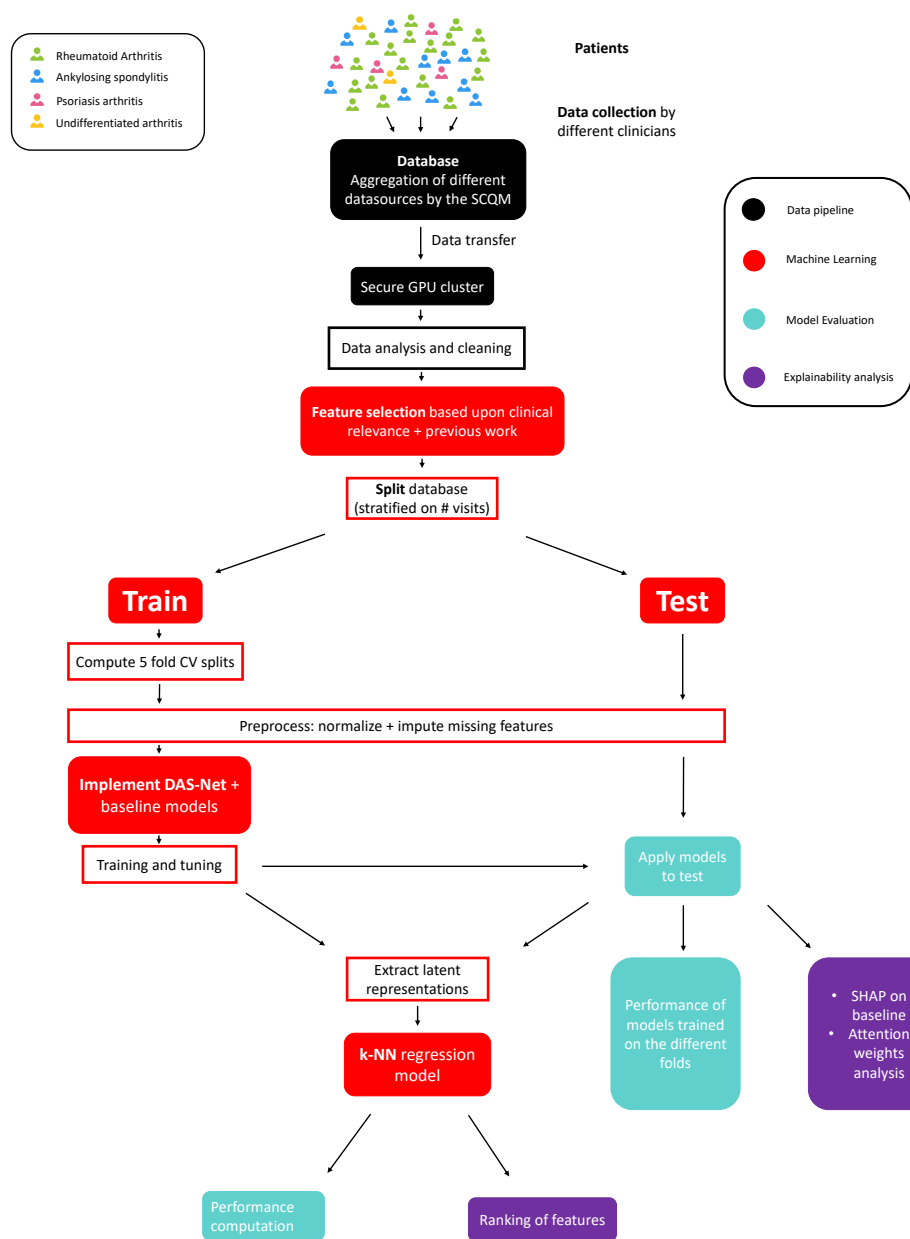 Patients
Rheumatoid Arthritis
Ankylosing spondylitis
Psoriasis arthritis
Undifferentiated arthritis
Data collection by
different clinicians
Database
Aggregation of different
datasources by the SCQM
Data transfer
Secure GPU cluster
Data analysis and cleaning
Data pipeline
Machine Learning
Model Evaluation
Explainability analysis
Feature selection based upon clinical
relevance + previous work
Split database
(stratified on # visits)
Train
Test
Compute 5 fold CV splits
Preprocess: normalize + impute missing features
Implement DAS-Net +
baseline models
Training and tuning
Apply models
to test
Extract latent
representations
Performance of
models trained
on the different
folds
• SHAP on
baseline
• Attention
weights
analysis
k-NN regression
model
Performance
computation
Ranking of features